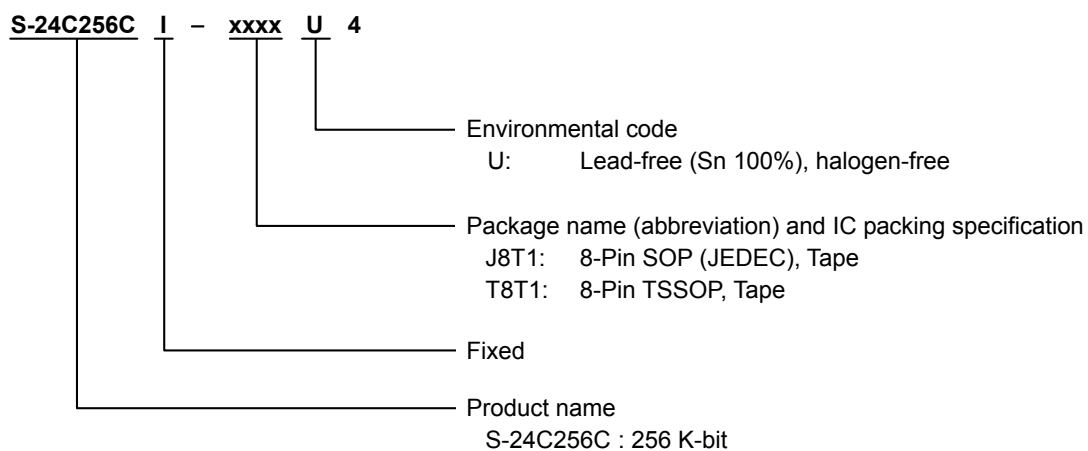 S-24C256C I – xxxx U 4
Environmental code
U: Lead-free (Sn 100%), halogen-free
Package name (abbreviation) and IC packing specification
J8T1: 8-Pin SOP (JEDEC), Tape
T8T1: 8-Pin TSSOP, Tape
Fixed
Product name
S-24C256C : 256 K-bit